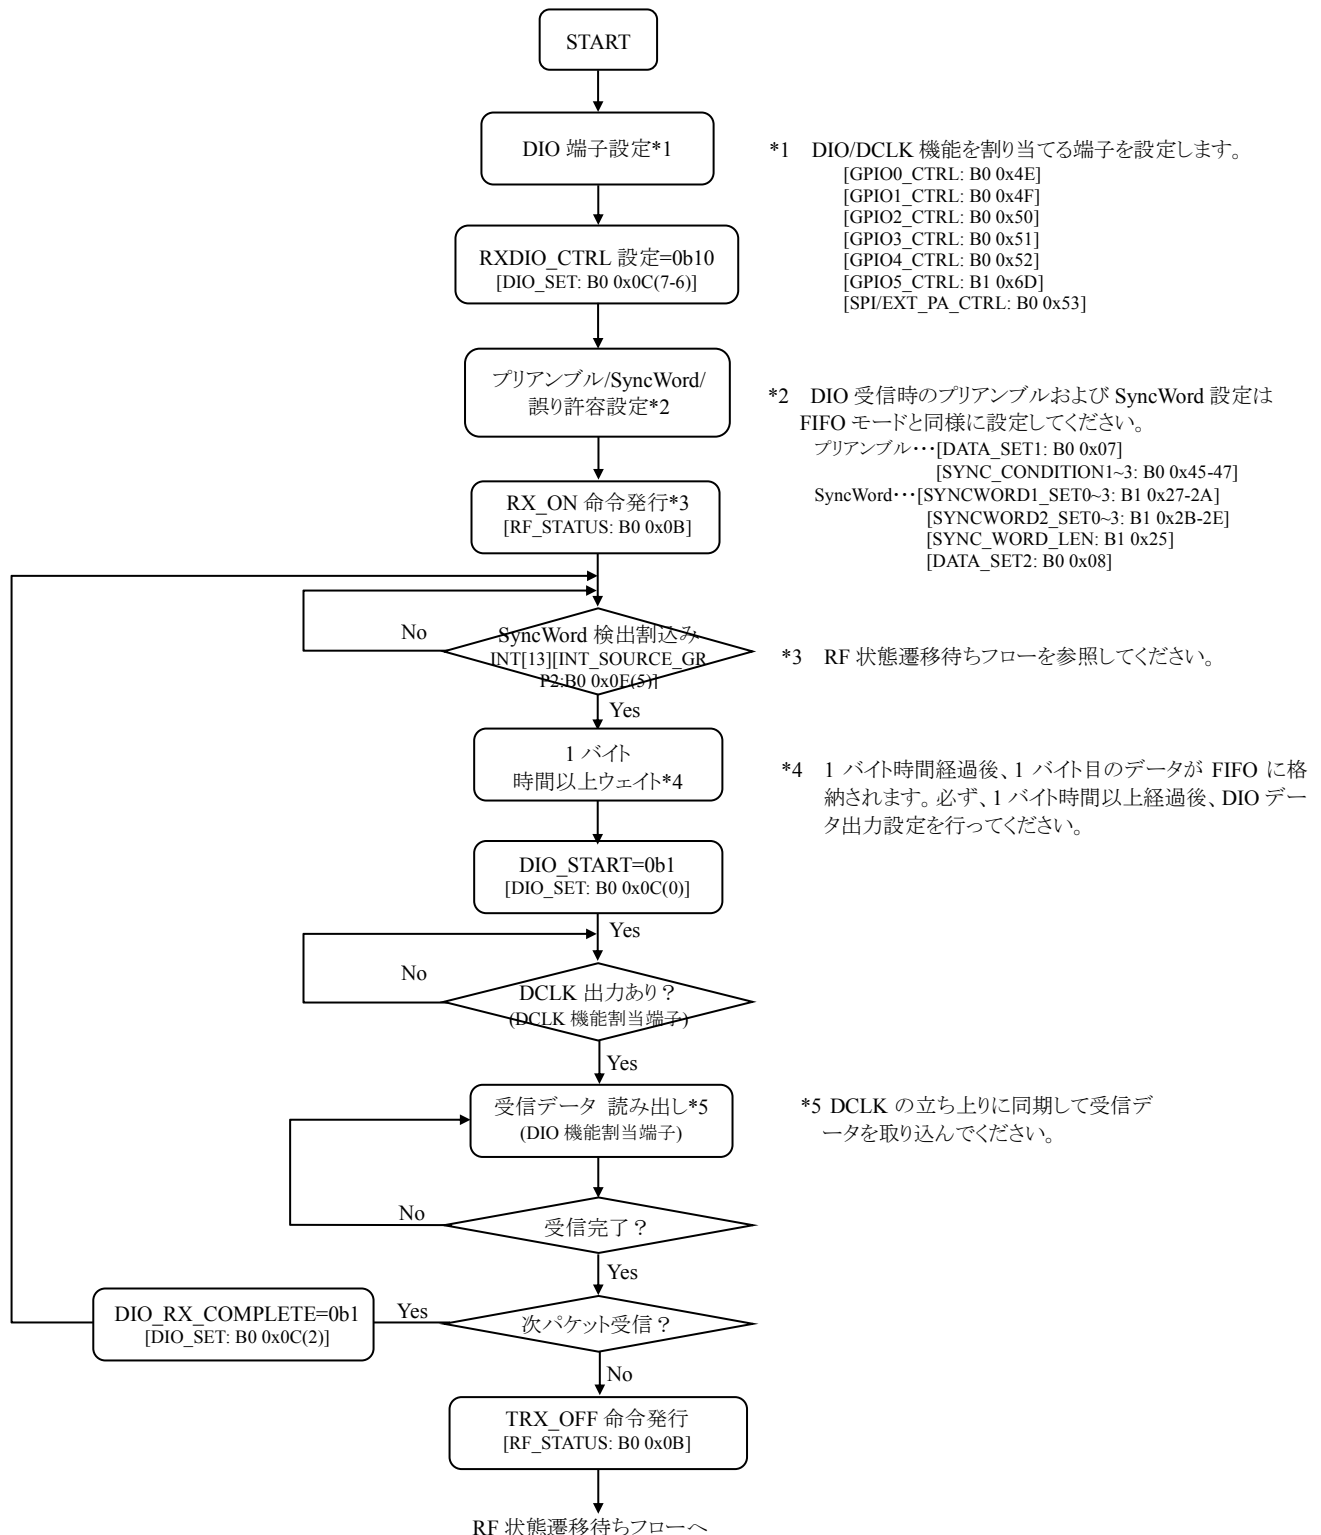 START
DIO 端子設定*1
*1 DIO/DCLK 機能を割り当てる端子を設定します。
[GPIO0_CTRL: B0 0x4E]
[GPIO1_CTRL: B0 0x4F]
[GPIO2_CTRL: B0 0x50]
[GPIO3_CTRL: B0 0x51]
[GPIO4_CTRL: B0 0x52]
[GPIO5_CTRL: B1 0x6D]
[SPI/EXT_PA_CTRL: B0 0x53]
RXDIO_CTRL 設定=0b10
[DIO_SET: B0 0x0C(7-6)]
プリアンブル/SyncWord/
誤り許容設定*2
*2 DIO 受信時のプリアンブルおよび SyncWord 設定は
FIFO モードと同様に設定してください。
プリアンブル・・・[DATA_SET1: B0 0x07]
[SYNC_CONDITION1~3: B0 0x45-47]
SyncWord・・・[SYNCWORD1_SET0~3: B1 0x27-2A]
[SYNCWORD2_SET0~3: B1 0x2B-2E]
[SYNC_WORD_LEN: B1 0x25]
[DATA_SET2: B0 0x08]
RX_ON 命令発行*3
[RF_STATUS: B0 0x0B]
No
SyncWord 検出割込み
INT[13][INT_SOURCE_GR
P2:B0 0x0E(5)]
*3 RF 状態遷移待ちフローを参照してください。
Yes
1 バイト
時間以上ウェイト*4
*4 1 バイト時間経過後、1 バイト目のデータが FIFO に格
納されます。必ず、1 バイト時間以上経過後、DIO デー
タ出力設定を行ってください。
DIO_START=0b1
[DIO_SET: B0 0x0C(0)]
Yes
No
DCLK 出力あり？
(DCLK 機能割当端子)
Yes
受信データ 読み出し*5
(DIO 機能割当端子)
*5 DCLK の立ち上りに同期して受信デ
ータを取り込んでください。
No
受信完了？
Yes
DIO_RX_COMPLETE=0b1
[DIO_SET: B0 0x0C(2)]
Yes
次パケット受信？
No
TRX_OFF 命令発行
[RF_STATUS: B0 0x0B]
RF 状態遷移待ちフローへ